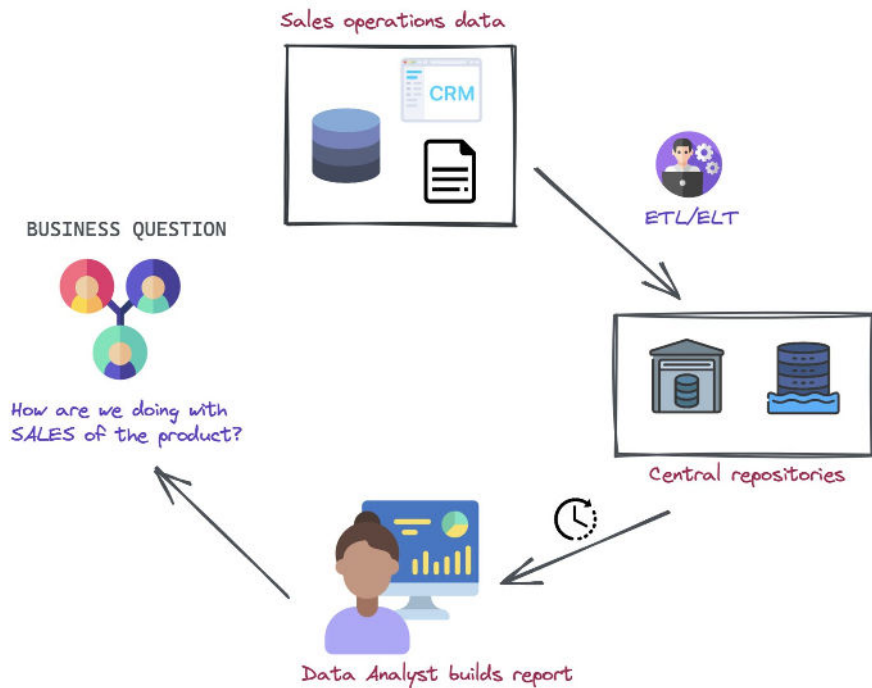 Sales operations data
CRM
ETL/ELT
BUSINESS QUESTION
How are we doing with
SALES of the product?
Central repositories
Data Analyst builds report